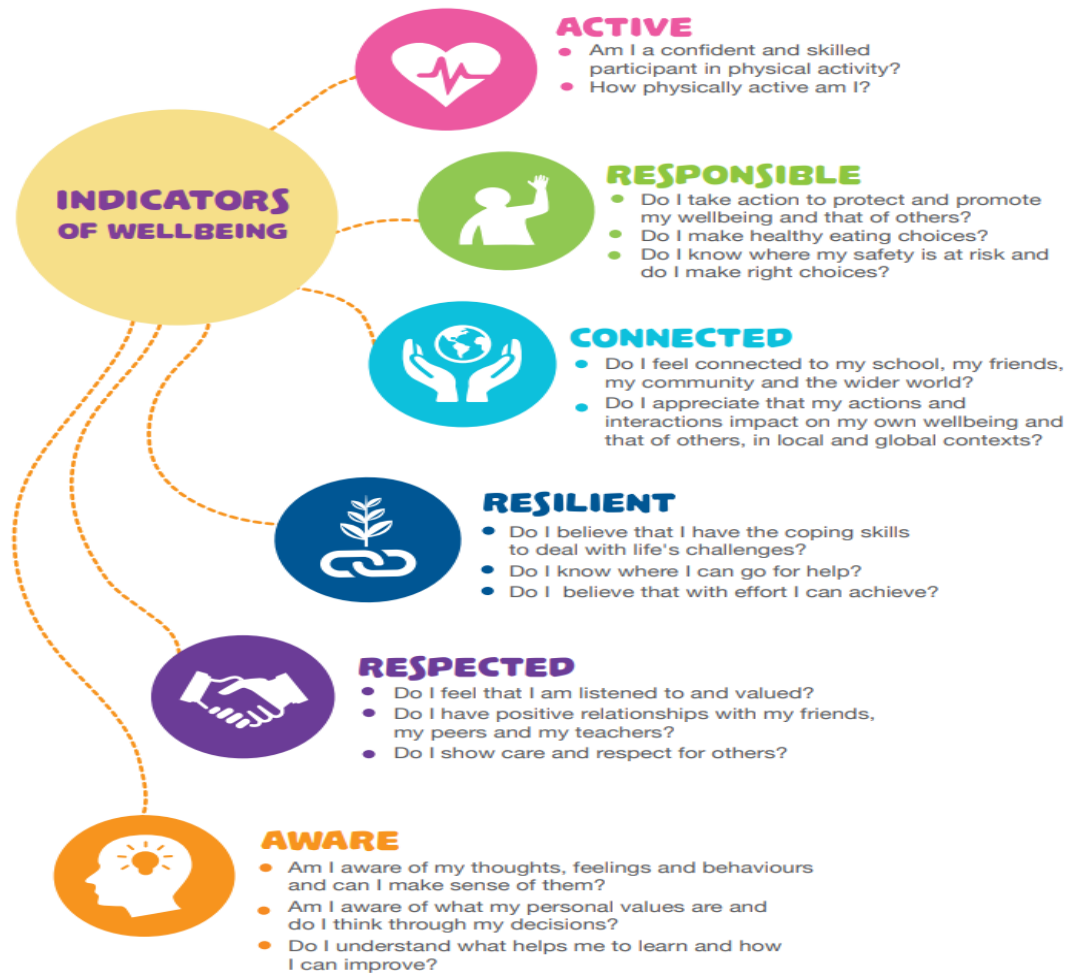 INDICATORS
OF WELLBEING
ACTIVE
Am I a confident and skilled
participant in physical activity?
How physically active am I?
RESPONSIBLE
Do I take action to protect and promote
my wellbeing and that of others?
Do I make healthy eating choices?
Do I know where my safety is at risk and
do I make right choices?
CONNECTED
Do I feel connected to my school, my friends,
my community and the wider world?
Do I appreciate that my actions and
interactions impact on my own wellbeing and
that of others, in local and global contexts?
RESILIENT
Do I believe that I have the coping skills
to deal with life's challenges?
Do I know where I can go for help?
Do I believe that with effort I can achieve?
RESPECTED
Do I feel that I am listened to and valued?
Do I have positive relationships with my friends,
my peers and my teachers?
Do I show care and respect for others?
AWARE
Am I aware of my thoughts, feelings and behaviours
and can I make sense of them?
Am I aware of what my personal values are and
do I think through my decisions?
Do I understand what helps me to learn and how
I can improve?